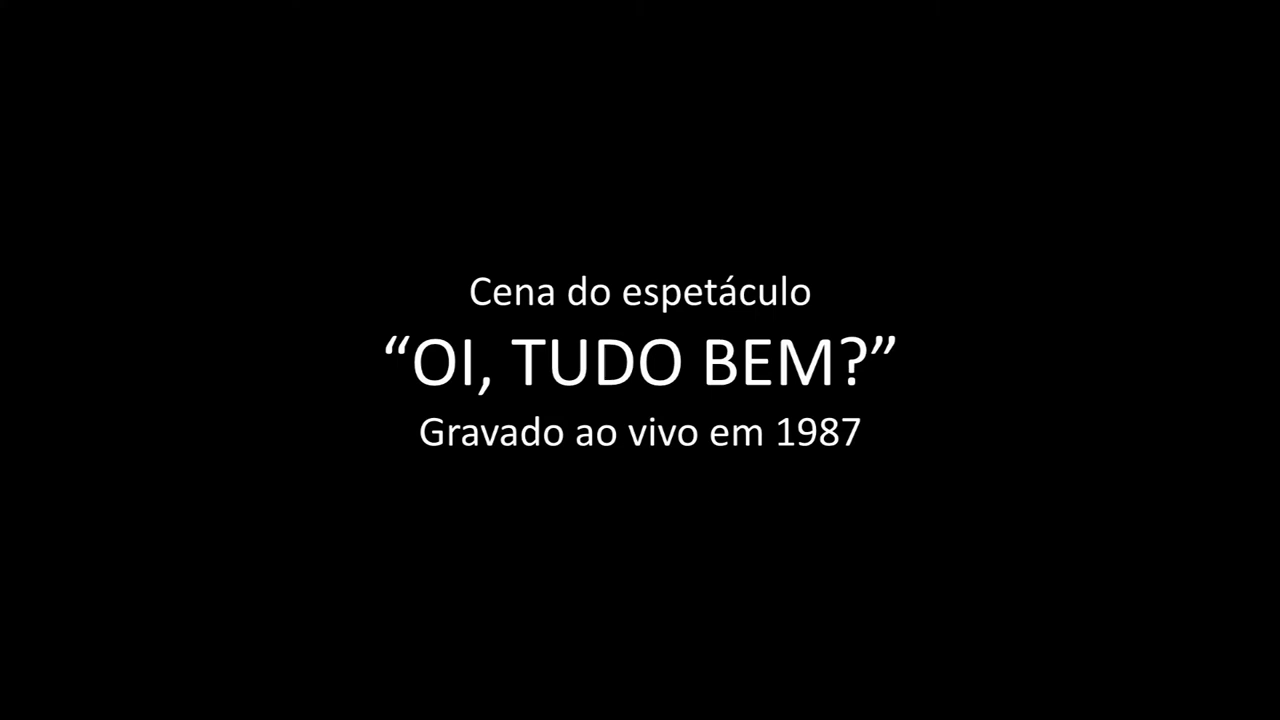 Cena do espetáculo
“OI, TUDO BEM?”
Gravado ao vivo em 1987